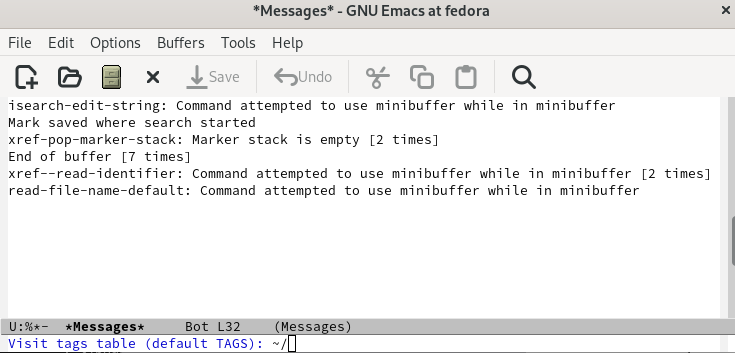 *Messages* - GNU Emacs at fedora
File Edit Options Buffers Tools Help
Save Undo
isearch-edit-string: Command attempted to use minibuffer while in minibuffer
Mark saved where search started
xref-pop-marker-stack: Marker stack is empty [2 times]
End of buffer [7 times]
xref--read-identifier: Command attempted to use minibuffer while in minibuffer [2 times]
read-file-name-default: Command attempted to use minibuffer while in minibuffer
U:%*-  *Messages*     Bot L32    (Messages)
Visit tags table (default TAGS): ~/